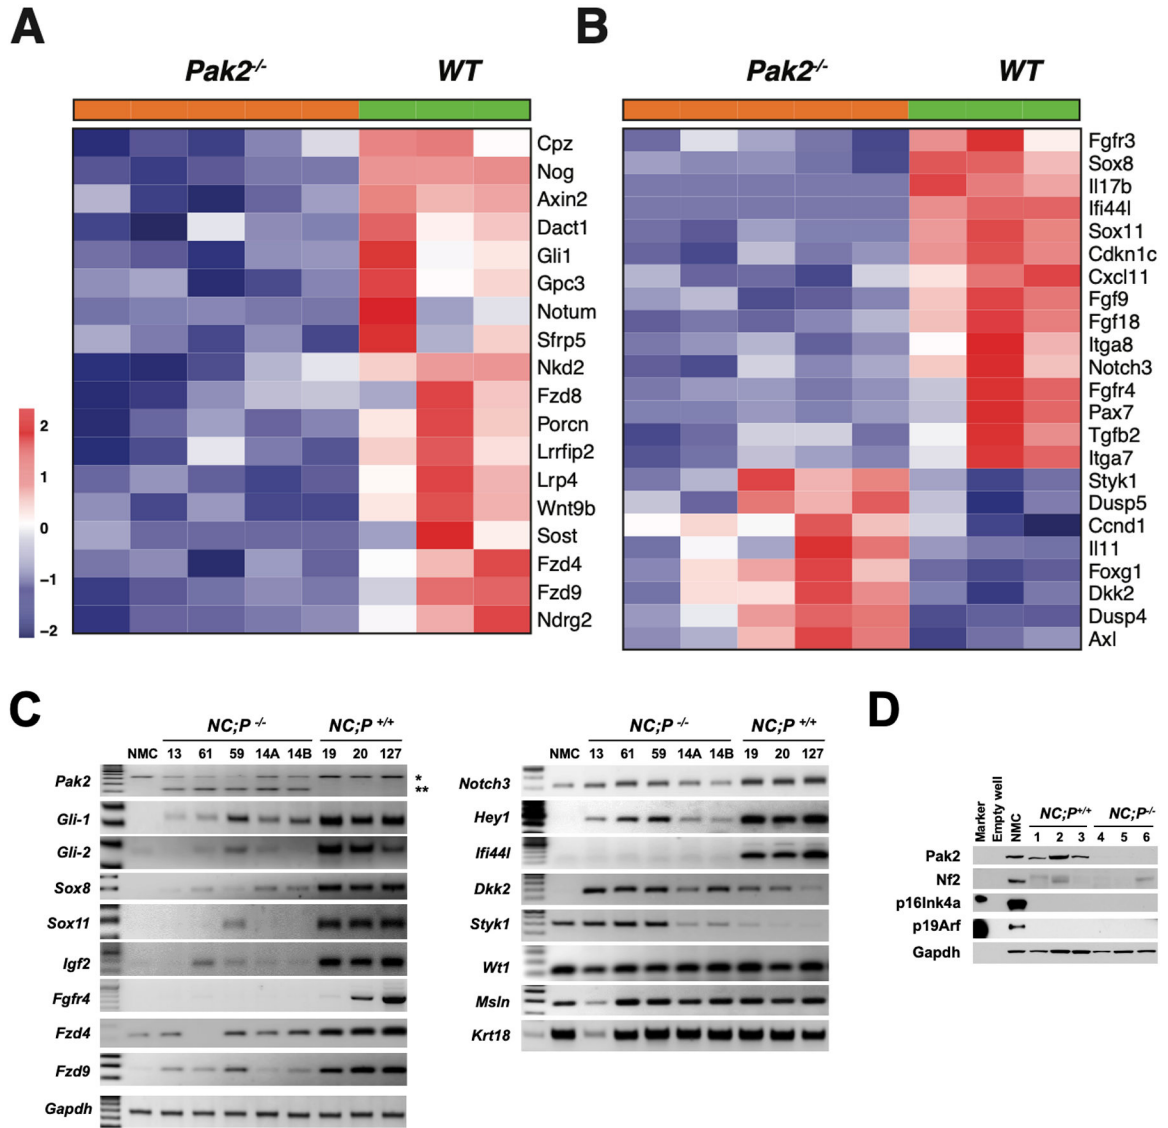 A
B
Pak2-/-
WT
Pak2-/-
WT
Cpz
Nog
Axin2
Dact1
Gli1
Gpc3
Notum
Sfrp5
Nkd2
Fzd8
Porcn
Lrrfip2
Lrp4
Wnt9b
Sost
Fzd4
Fzd9
Ndrg2
2
1
0
−1
−2
Fgfr3
Sox8
Il17b
Ifi44l
Sox11
Cdkn1c
Cxcl11
Fgf9
Fgf18
Itga8
Notch3
Fgfr4
Pax7
Tgfb2
Itga7
Styk1
Dusp5
Ccnd1
Il11
Foxg1
Dkk2
Dusp4
Axl
C
NC;P -/-
NC;P +/+
NMC 13 61 59 14A 14B 19 20 127
Pak2
*
**
Gli-1
Gli-2
Sox8
Sox11
Igf2
Fgfr4
Fzd4
Fzd9
Gapdh
NC;P -/-
NC;P +/+
NMC 13 61 59 14A 14B 19 20 127
Notch3
Hey1
Ifi44l
Dkk2
Styk1
Wt1
Msln
Krt18
D
Marker
Empty well
NMC
NC;P+/+
NC;P-/-
1 2 3 4 5 6
Pak2
Nf2
p16Ink4a
p19Arf
Gapdh